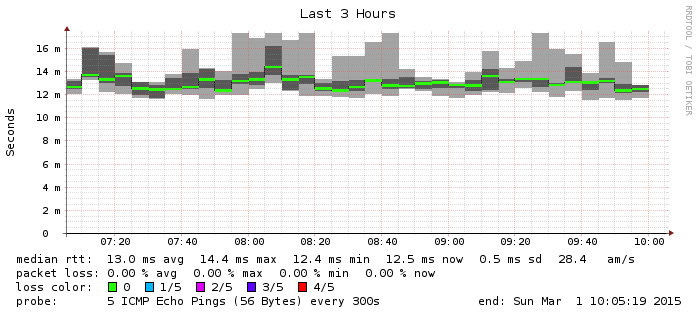 Last 3 Hours
RRDTOOL / TOBI OETIKER
Seconds
16 m
14 m
12 m
10 m
8 m
6 m
4 m
2 m
0
07:20 07:40 08:00 08:20 08:40 09:00 09:20 09:40 10:00
median rtt: 13.0 ms avg 14.4 ms max 12.4 ms min 12.5 ms now 0.5 ms sd 28.4 am/s
packet loss: 0.00 % avg 0.00 % max 0.00 % min 0.00 % now
loss color: 0 1/5 2/5 3/5 4/5
probe: 5 ICMP Echo Pings (56 Bytes) every 300s end: Sun Mar 1 10:05:19 2015